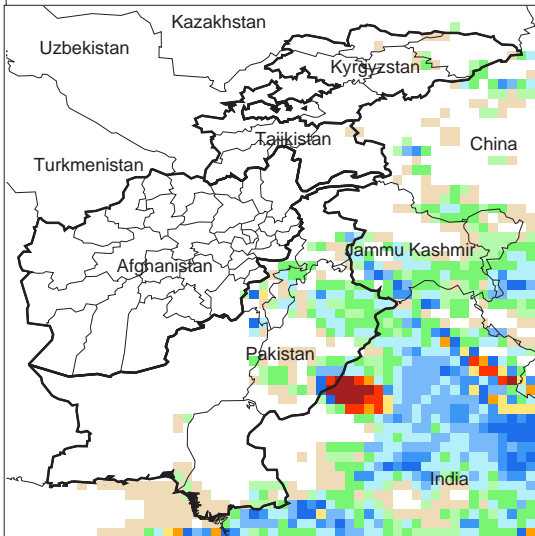 Kazakhstan
Uzbekistan
Kyrgyzstan
Tajikistan
China
Turkmenistan
Jammu Kashmir
Afghanistan
Pakistan
India